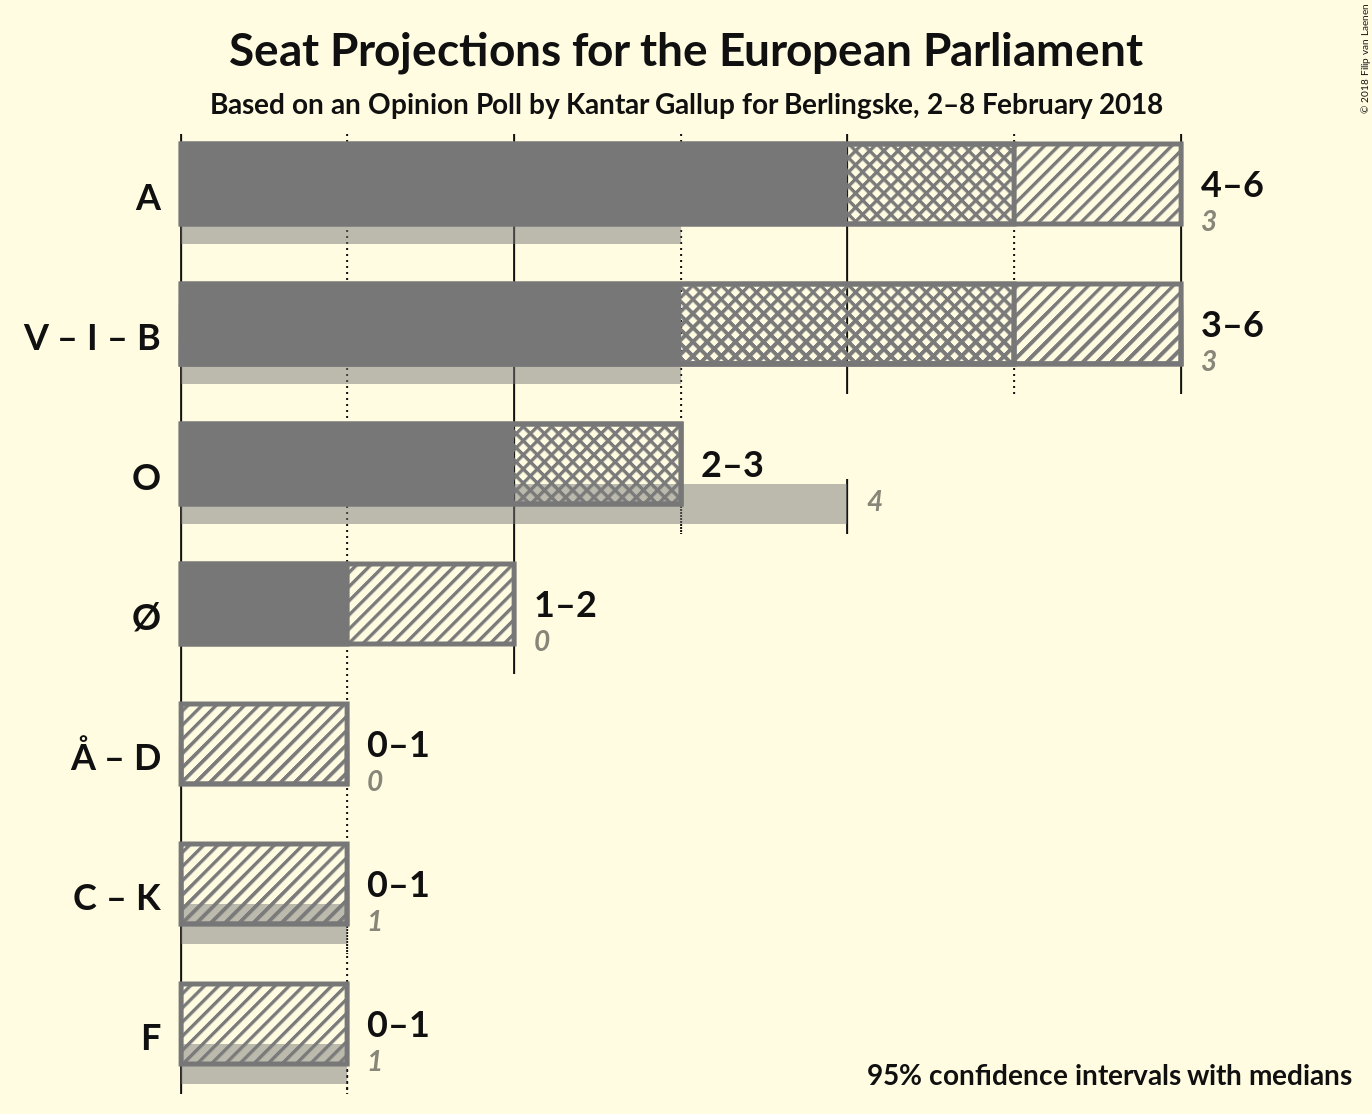 Seat Projections for the European Parliament
Based on an Opinion Poll by Kantar Gallup for Berlingske, 2–8 February 2018
© 2018 Filip van Laenen
A
4–6
3
V – I – B
3–6
3
O
2–3
4
Ø
1–2
0
Å – D
0–1
0
C – K
0–1
1
F
0–1
1
95% confidence intervals with medians